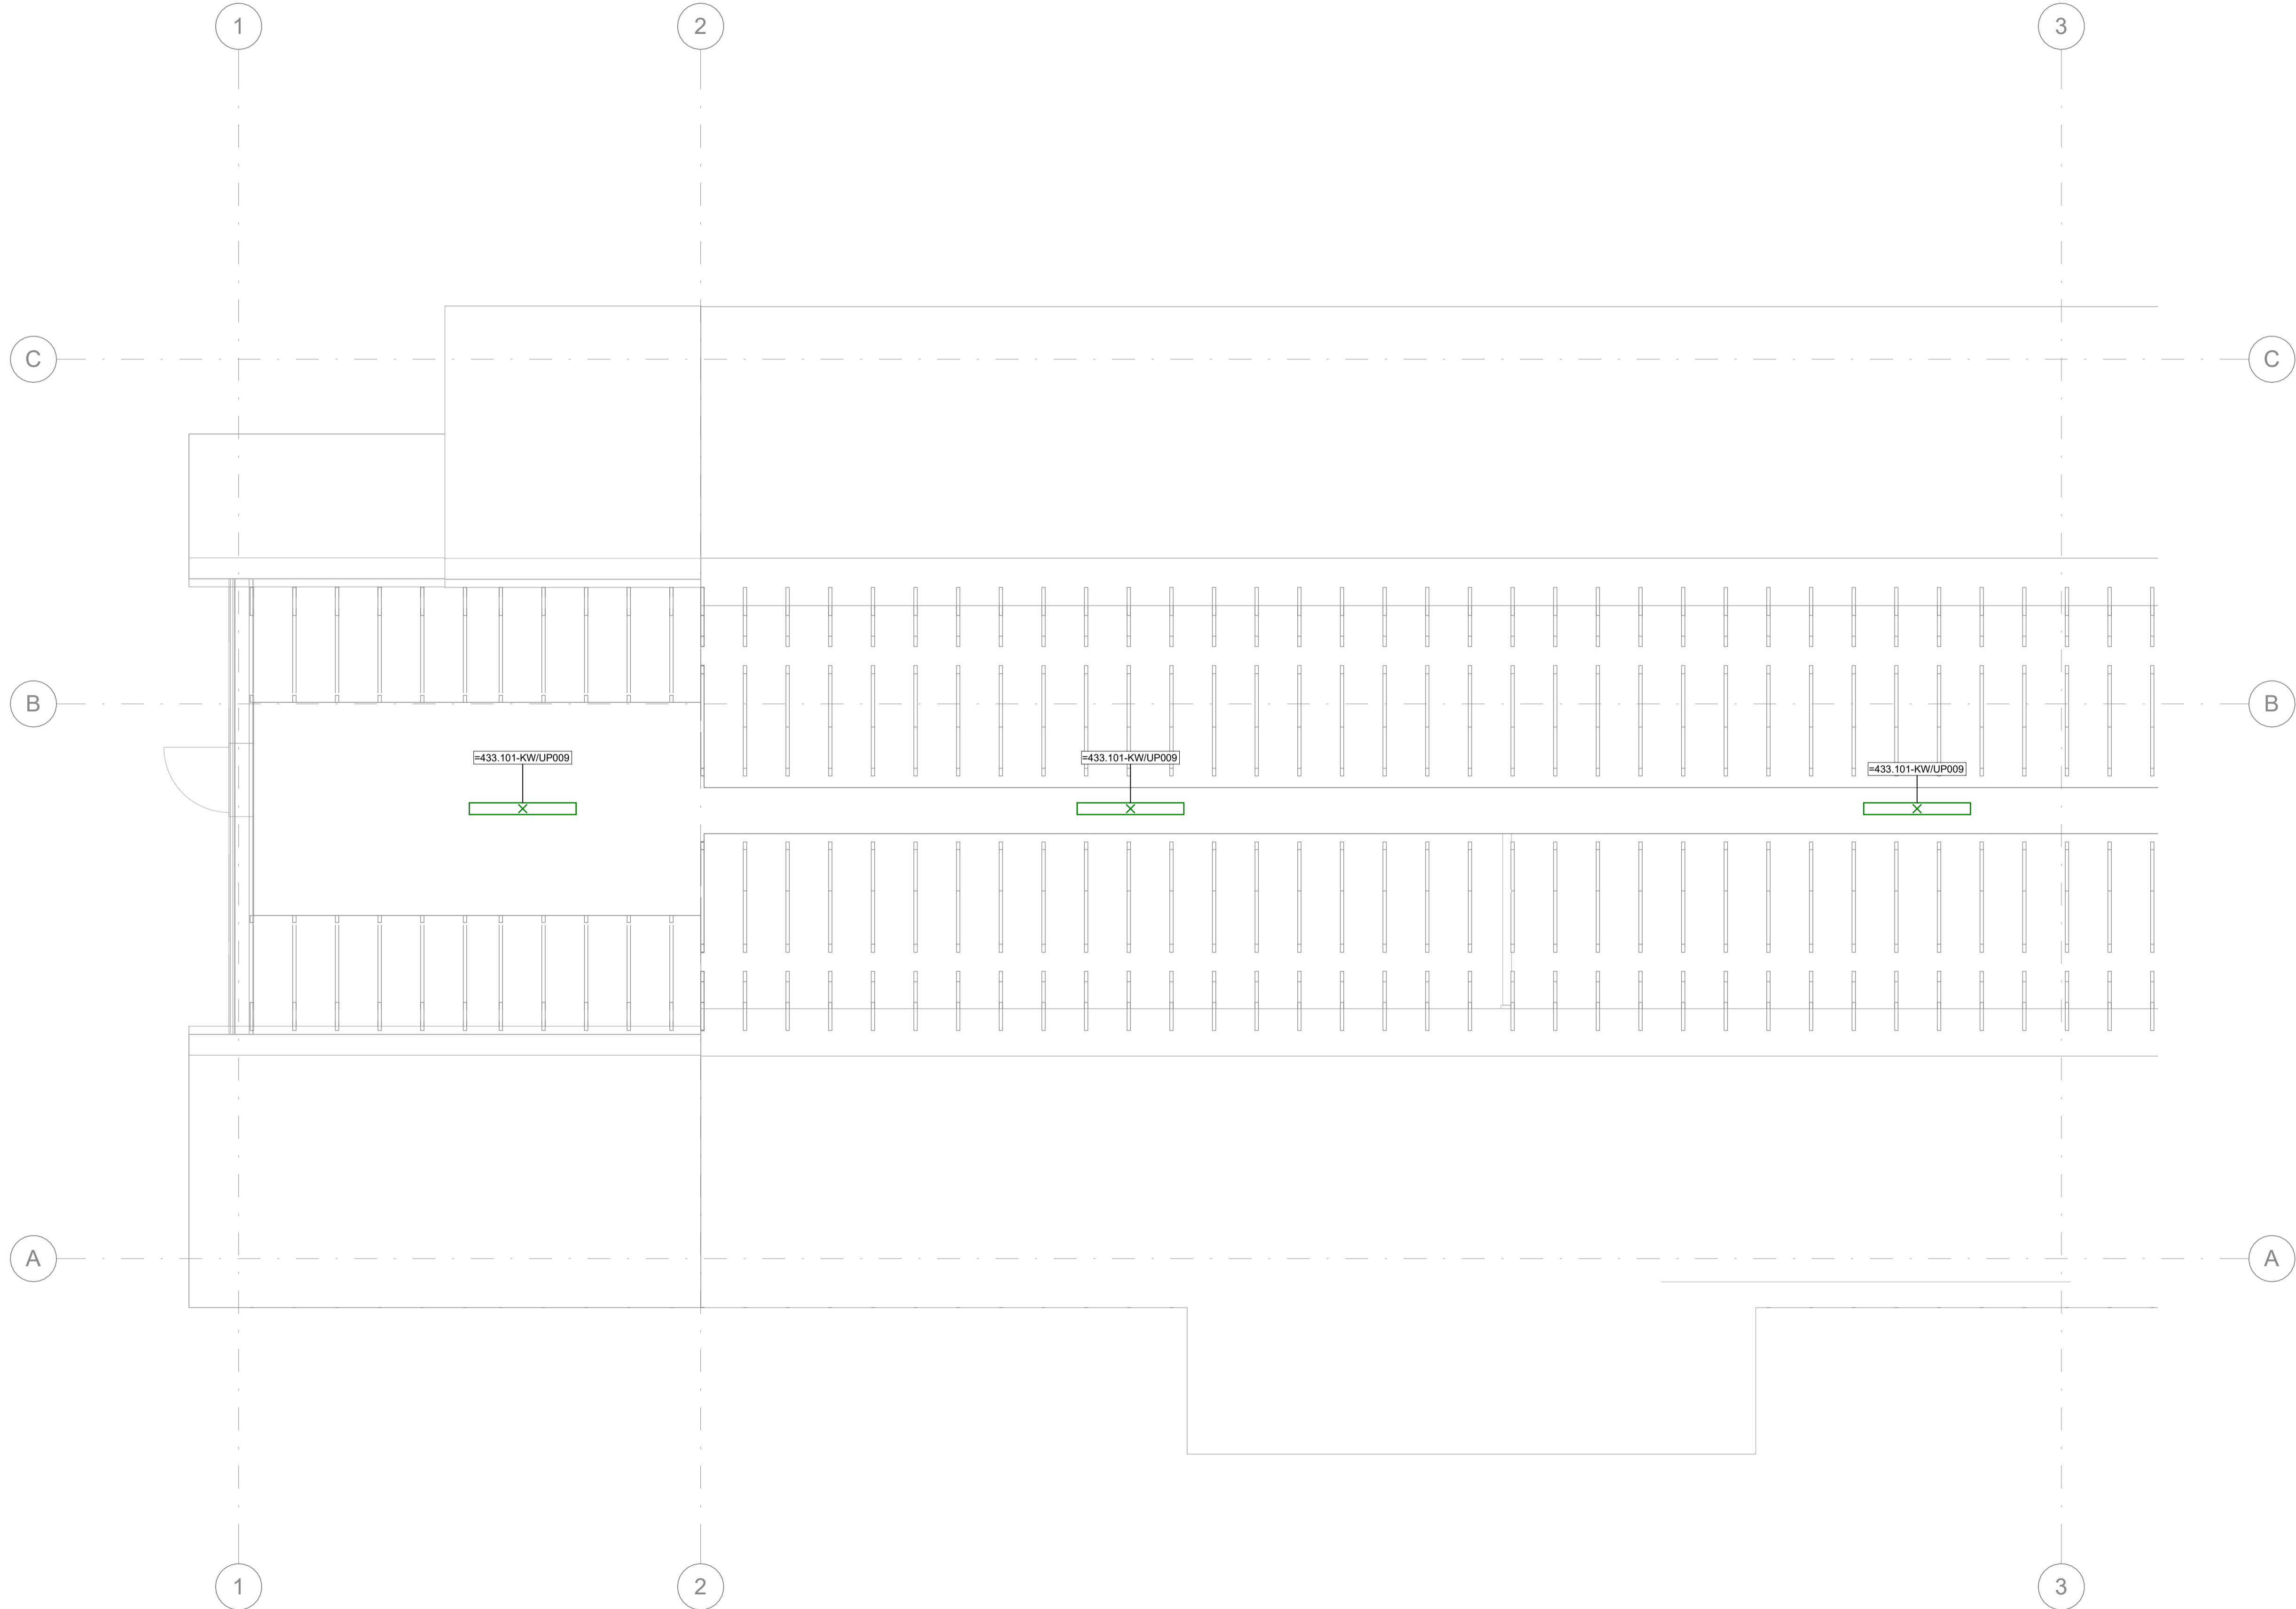 1 2 3
C C
B B
=433.101-KW/UP009 =433.101-KW/UP009
=433.101-KW/UP009
A A
1 2 3